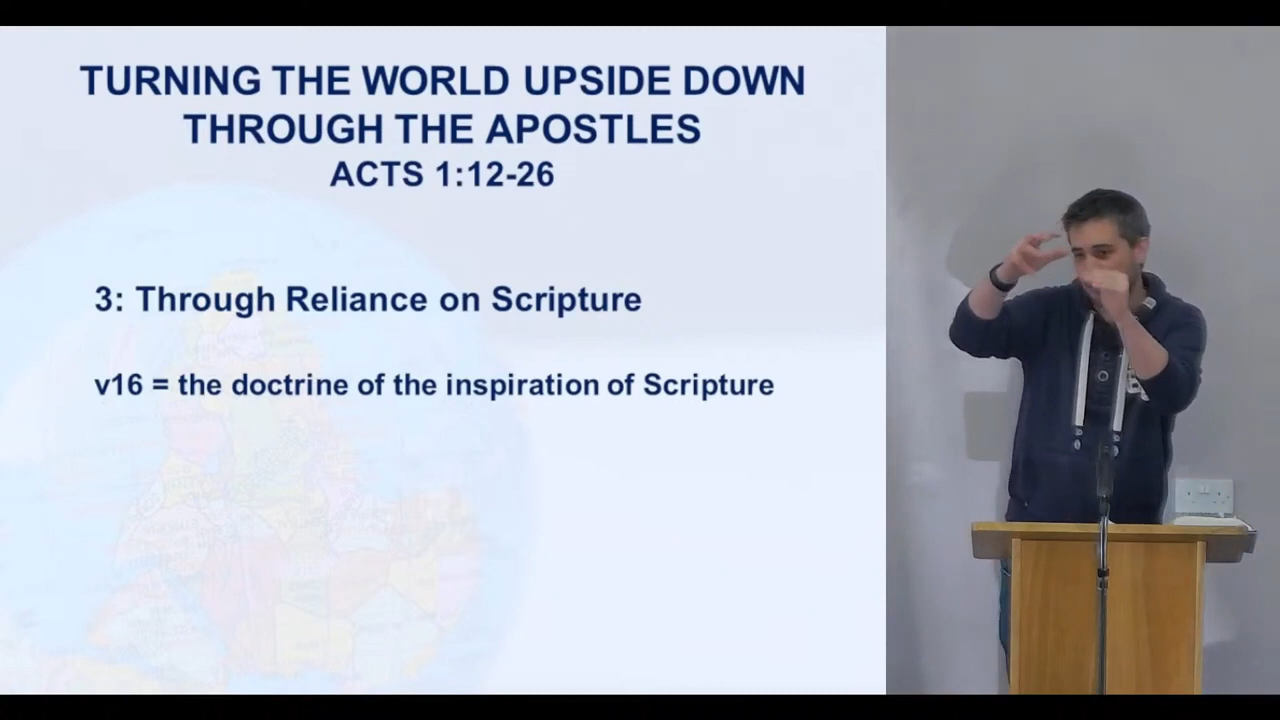 TURNING THE WORLD UPSIDE DOWN
THROUGH THE APOSTLES
ACTS 1:12-26
3: Through Reliance on Scripture
v16 = the doctrine of the inspiration of Scripture